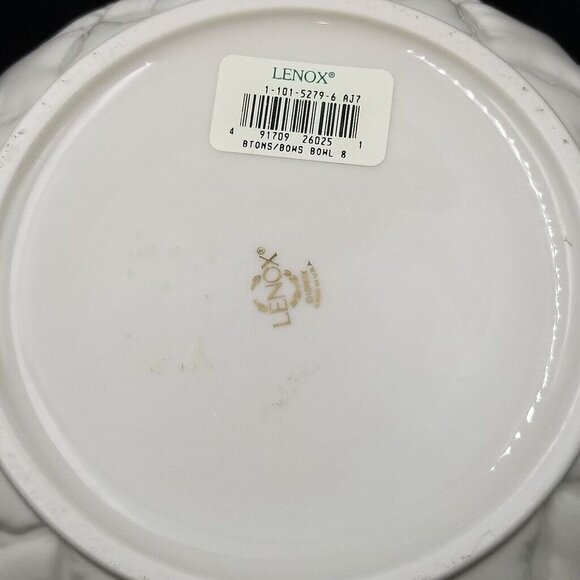 LENOX®
1-101-5279-6 AJ7
4 91709 26025 1
BTONS/BOWS BOWL 8
LENOX®